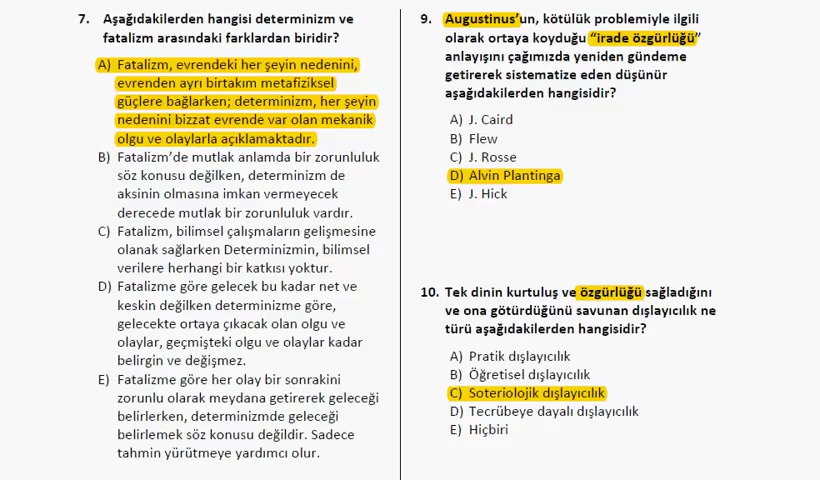 7. Aşağıdakilerden hangisi determinizm ve
fatalizm arasındaki farklardan biridir?
A) Fatalizm, evrendeki her şeyin nedenini,
evrenden ayrı birtakım metafiziksel
güçlere bağlarken; determinizm, her şeyin
nedenini bizzat evrende var olan mekanik
olgu ve olaylarla açıklamaktadır.
B) Fatalizm’de mutlak anlamda bir zorunluluk
söz konusu değilken, determinizm de
aksinin olmasına imkan vermeyecek
derecede mutlak bir zorunluluk vardır.
C) Fatalizm, bilimsel çalışmaların gelişmesine
olanak sağlarken Determinizmin, bilimsel
verilere herhangi bir katkısı yoktur.
D) Fatalizme göre gelecek bu kadar net ve
keskin değilken determinizme göre,
gelecekte ortaya çıkacak olan olgu ve
olaylar, geçmişteki olgu ve olaylar kadar
belirgin ve değişmez.
E) Fatalizme göre her olay bir sonrakini
zorunlu olarak meydana getirerek geleceği
belirlerken, determinizmde geleceği
belirlemek söz konusu değildir. Sadece
tahmin yürütmeye yardımcı olur.
9. Augustinus’un, kötülük problemiyle ilgili
olarak ortaya koyduğu “irade özgürlüğü”
anlayışını çağımızda yeniden gündeme
getirerek sistematize eden düşünür
aşağıdakilerden hangisidir?
A) J. Caird
B) Flew
C) J. Rosse
D) Alvin Plantinga
E) J. Hick
10. Tek dinin kurtuluş ve özgürlüğü sağladığını
ve ona götürdüğünü savunan dışlayıcılık ne
türü aşağıdakilerden hangisidir?
A) Pratik dışlayıcılık
B) Öğretisel dışlayıcılık
C) Soteriolojik dışlayıcılık
D) Tecrübeye dayalı dışlayıcılık
E) Hiçbiri